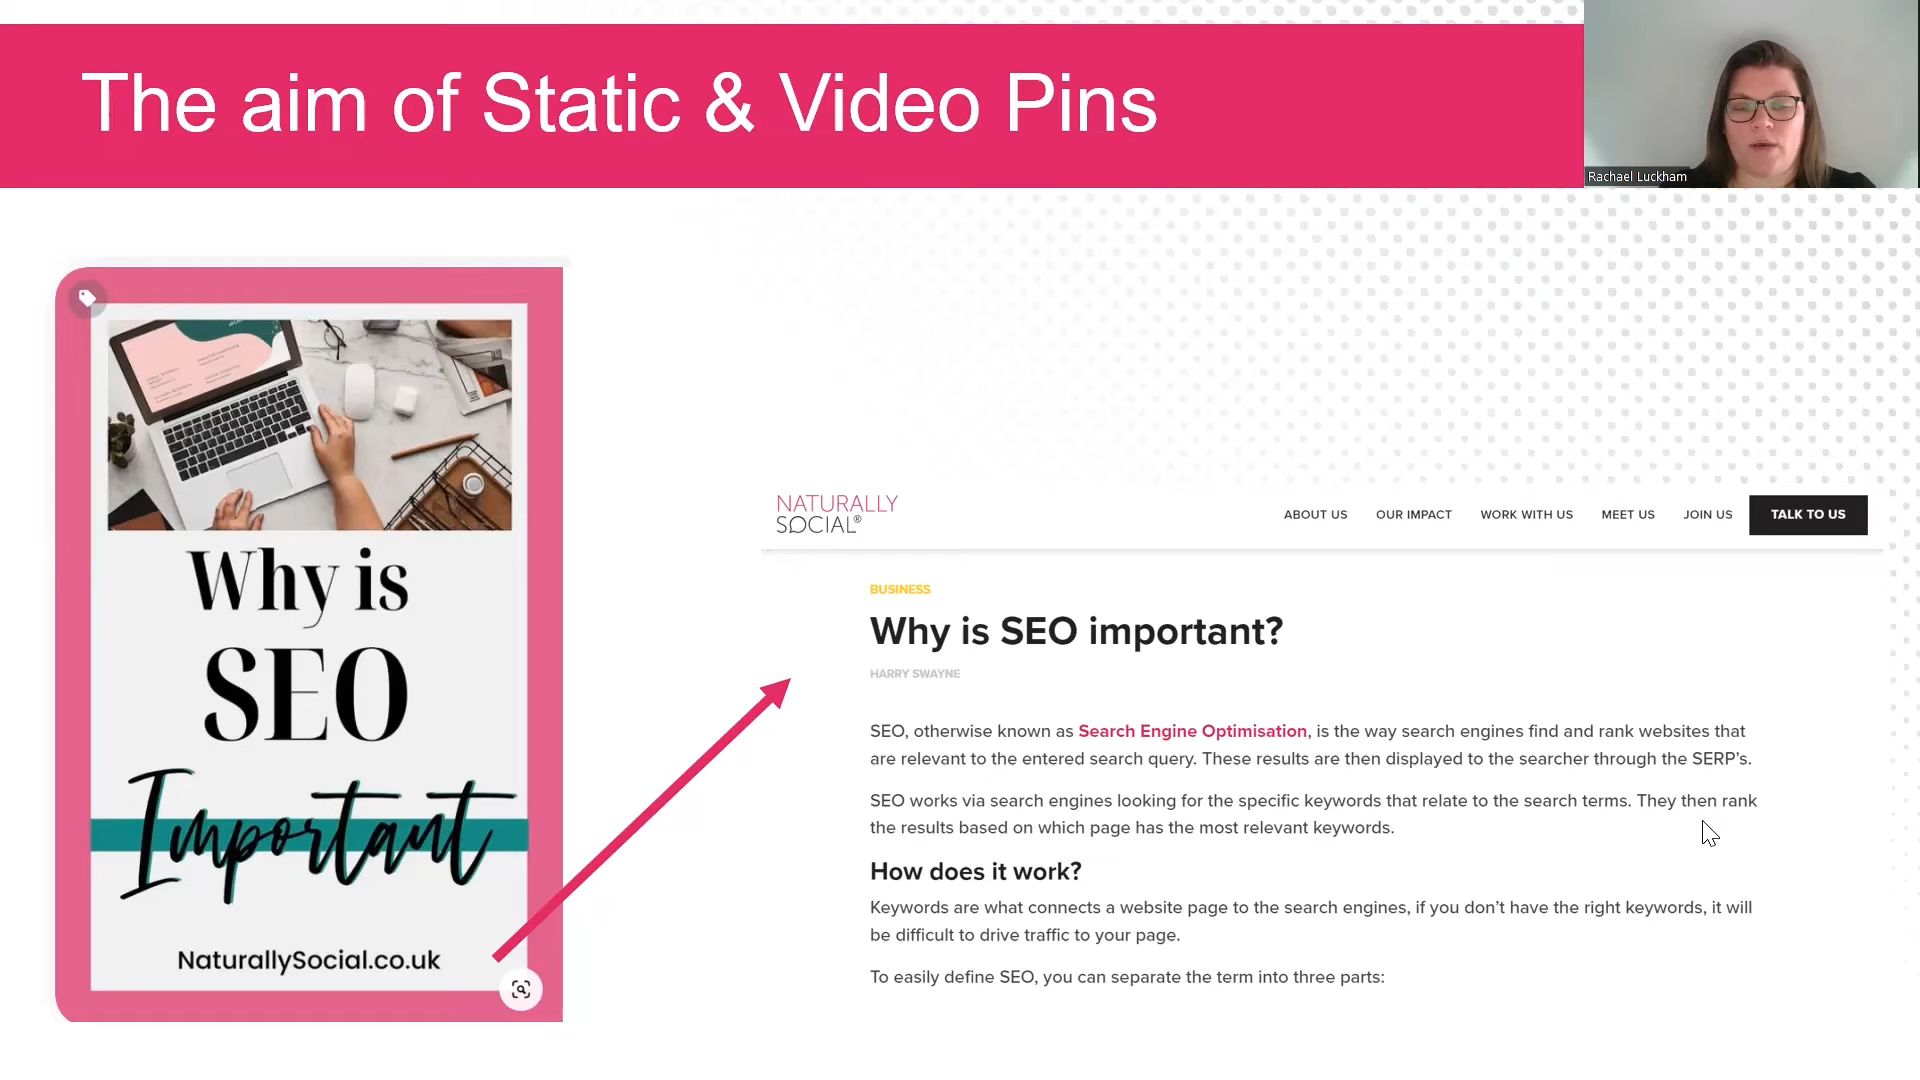 The aim of Static & Video Pins
Rachael Luckham
Why is
SEO
Important
NaturallySocial.co.uk
NATURALLY
SOCIAL®
ABOUT US
OUR IMPACT
WORK WITH US
MEET US
JOIN US
TALK TO US
BUSINESS
Why is SEO important?
HARRY SWAYNE
SEO, otherwise known as Search Engine Optimisation, is the way search engines find and rank websites that
are relevant to the entered search query. These results are then displayed to the searcher through the SERP’s.
SEO works via search engines looking for the specific keywords that relate to the search terms. They then rank
the results based on which page has the most relevant keywords.
How does it work?
Keywords are what connects a website page to the search engines, if you don’t have the right keywords, it will
be difficult to drive traffic to your page.
To easily define SEO, you can separate the term into three parts: